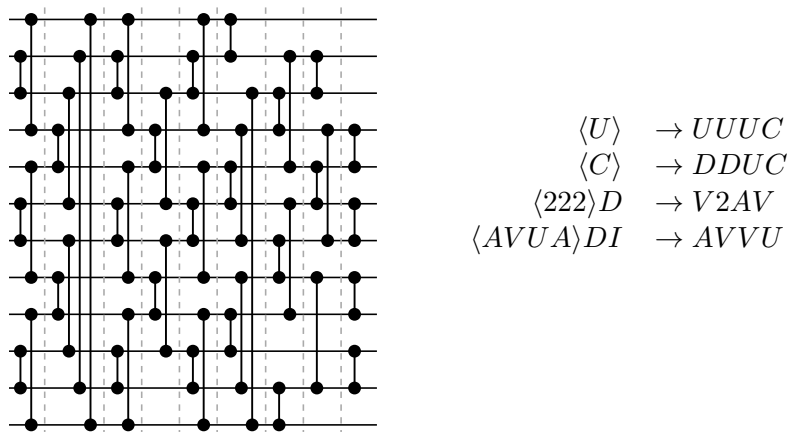 ⟨U⟩ → UUUC
⟨C⟩ → DDUC
⟨222⟩D → V2AV
⟨AVUA⟩DI → AVVU